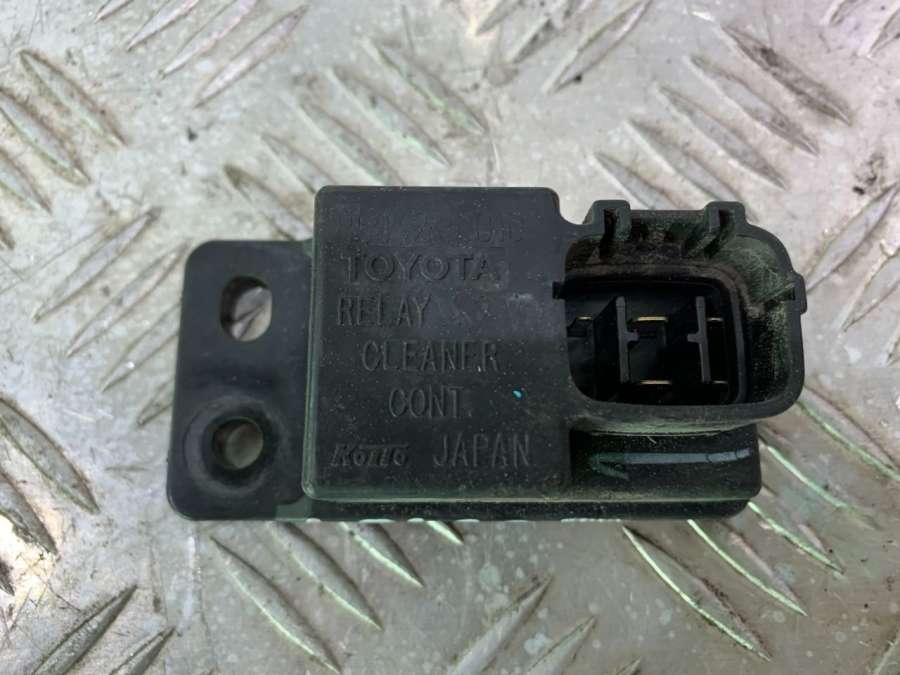 TOYOTA
RELAY
CLEANER
CONT.
KOITO JAPAN